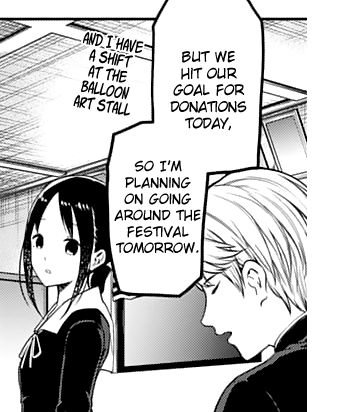 BUT WE
HIT OUR
GOAL FOR
DONATIONS
TODAY,
SO I'M
PLANNING
ON GOING
AROUND THE
FESTIVAL
TOMORROW.
AND I HAVE
A SHIFT
AT THE
BALLOON
ART STALL